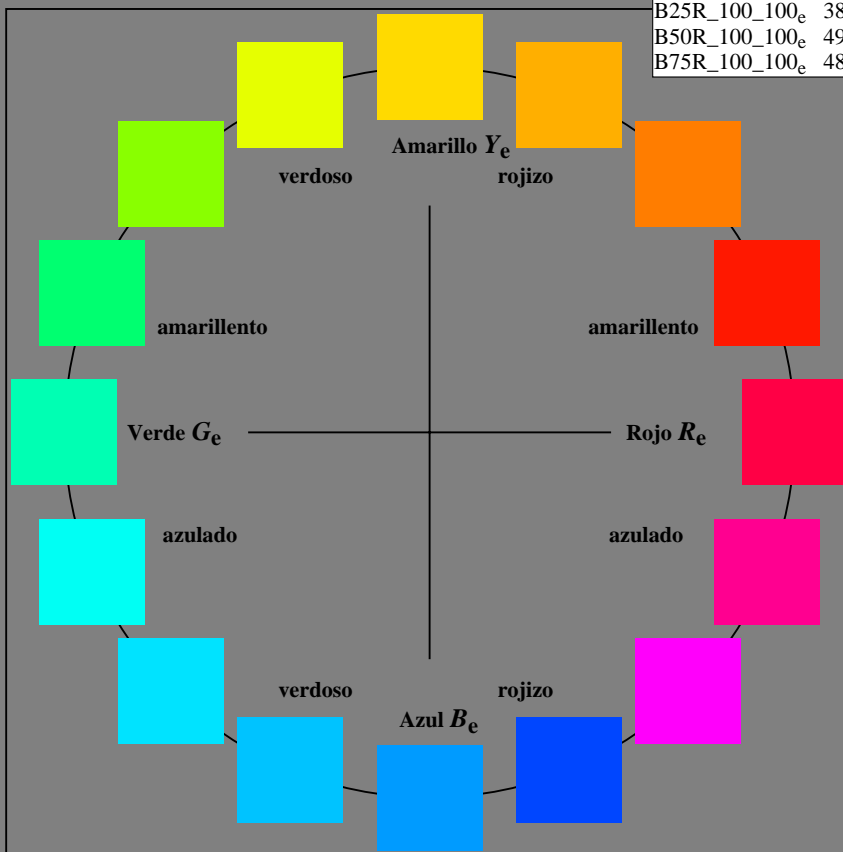 B25R_100_100e 38
B50R_100_100e 49
B75R_100_100e 48
Amarillo Ye
verdoso rojizo
amarillento amarillento
Verde Ge Rojo Re
azulado azulado
verdoso rojizo
Azul Be